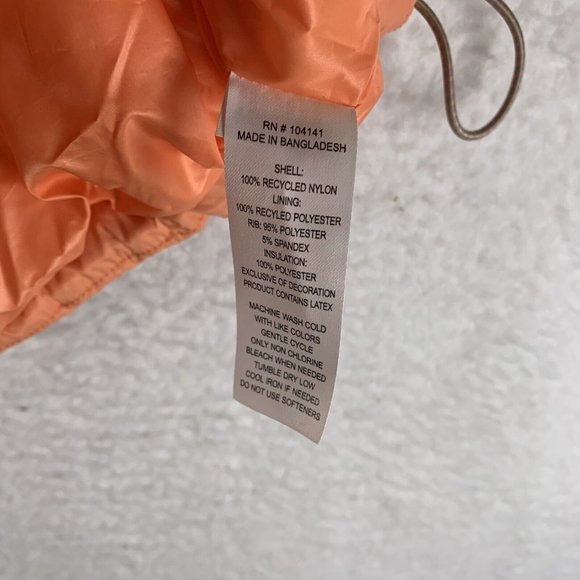 RN # 104141
MADE IN BANGLADESH
SHELL:
100% RECYCLED NYLON
LINING:
100% RECYLED POLYESTER
RIB: 95% POLYESTER
5% SPANDEX
INSULATION:
100% POLYESTER
EXCLUSIVE OF DECORATION
PRODUCT CONTAINS LATEX
MACHINE WASH COLD
WITH LIKE COLORS
GENTLE CYCLE
ONLY NON CHLORINE
BLEACH WHEN NEEDED
TUMBLE DRY LOW
COOL IRON IF NEEDED
DO NOT USE SOFTENERS